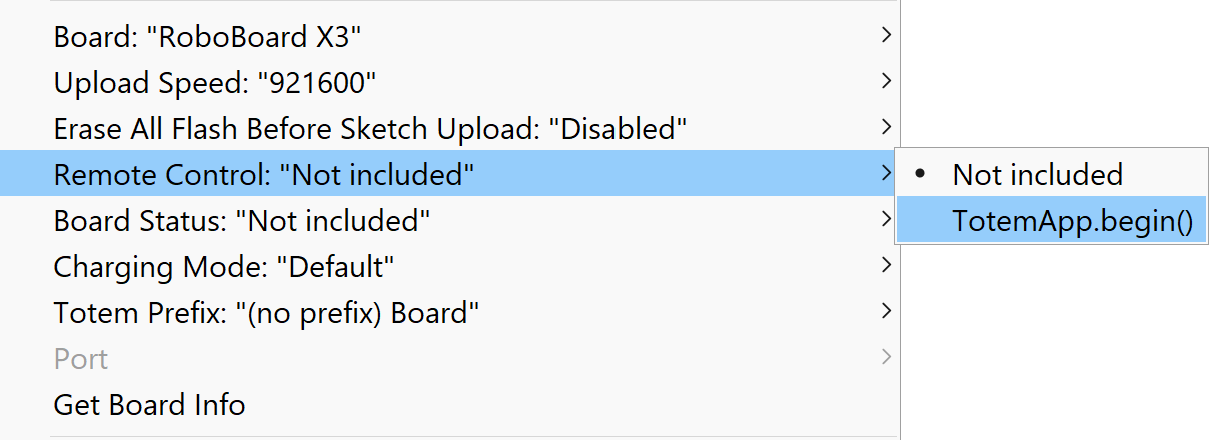 Board: "RoboBoard X3"
Upload Speed: "921600"
Erase All Flash Before Sketch Upload: "Disabled"
Remote Control: "Not included"
Not included
TotemApp.begin()
Board Status: "Not included"
Charging Mode: "Default"
Totem Prefix: "(no prefix) Board"
Port
Get Board Info